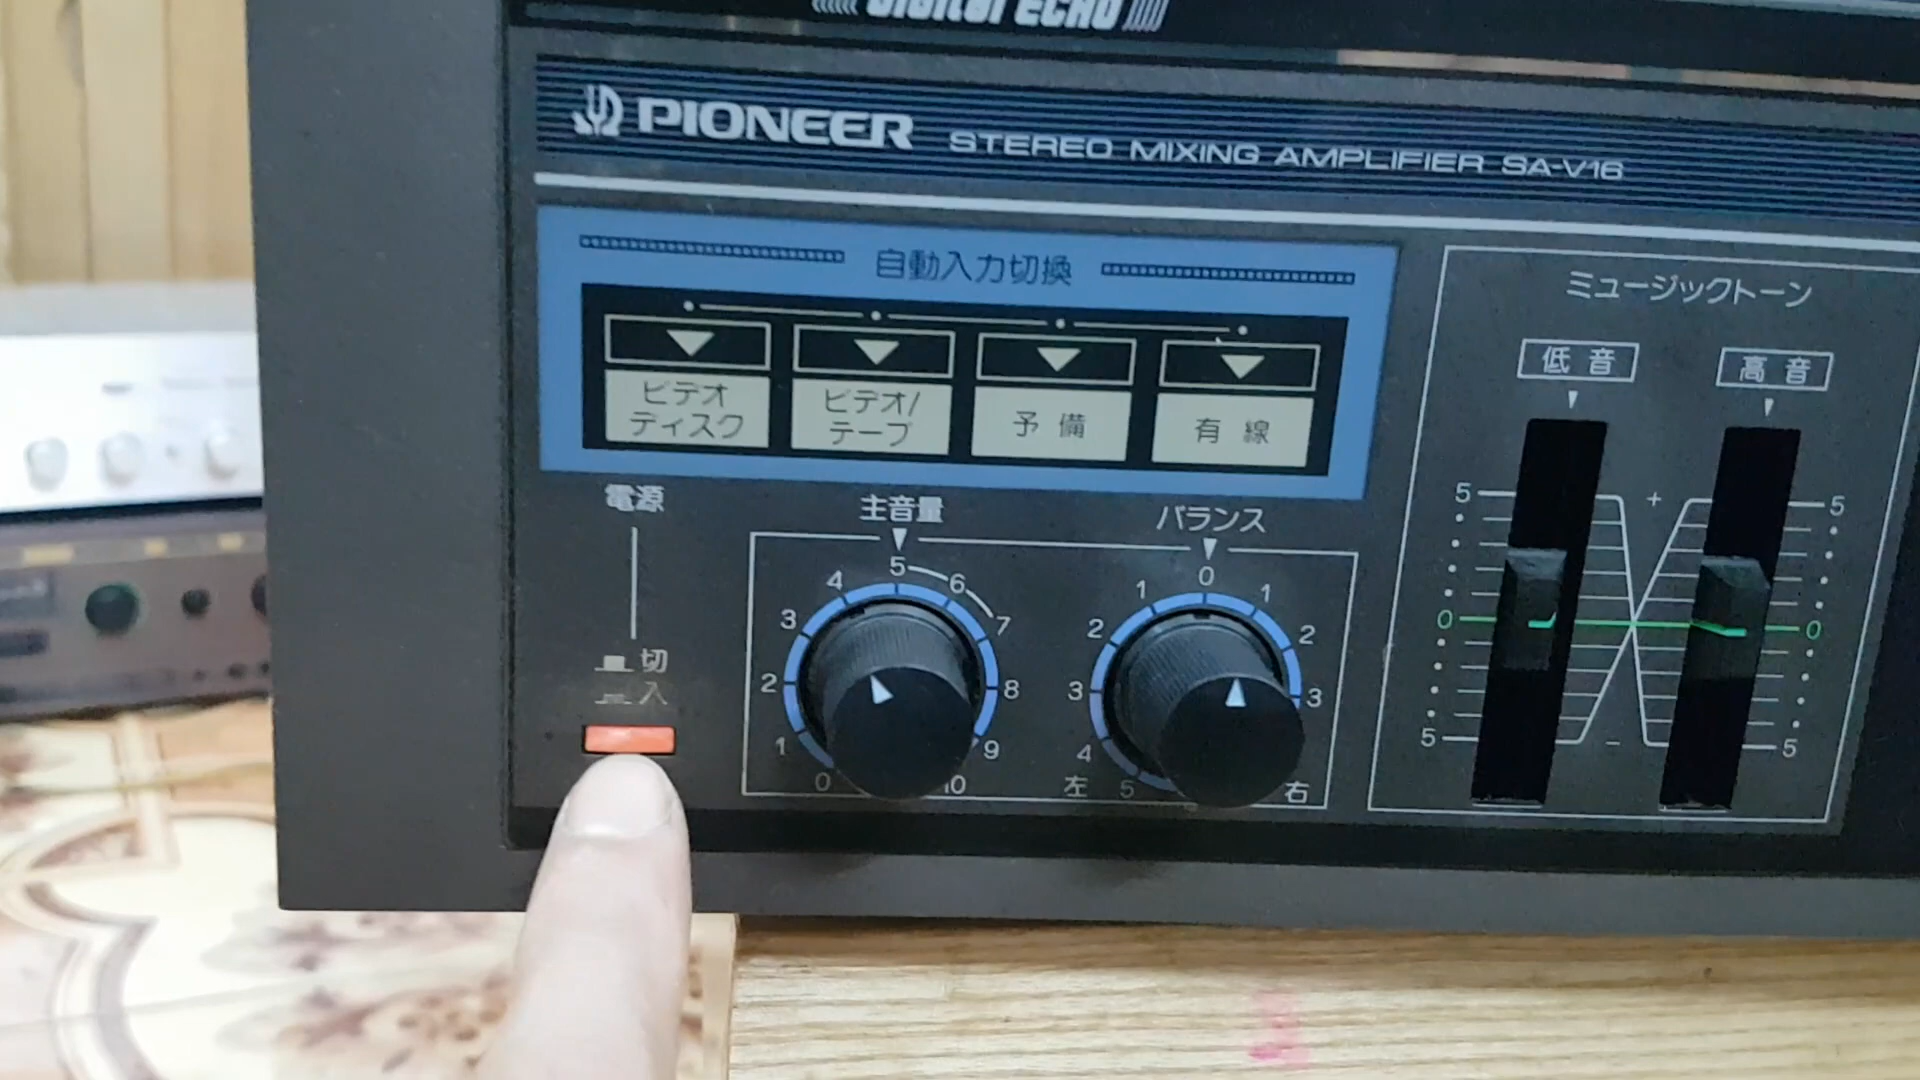 Digital ECHO
PIONEER STEREO MIXING AMPLIFIER SA-V16
自動入力切換
ビデオ
ディスク
ビデオ/
テープ
予備
有線
ミュージックトーン
低音
高音
電源
切
入
主音量
0 1 2 3 4 5 6 7 8 9 10
バランス
左 5 4 3 2 1 0 1 2 3 右
5 + 5
0 0
5 - 5